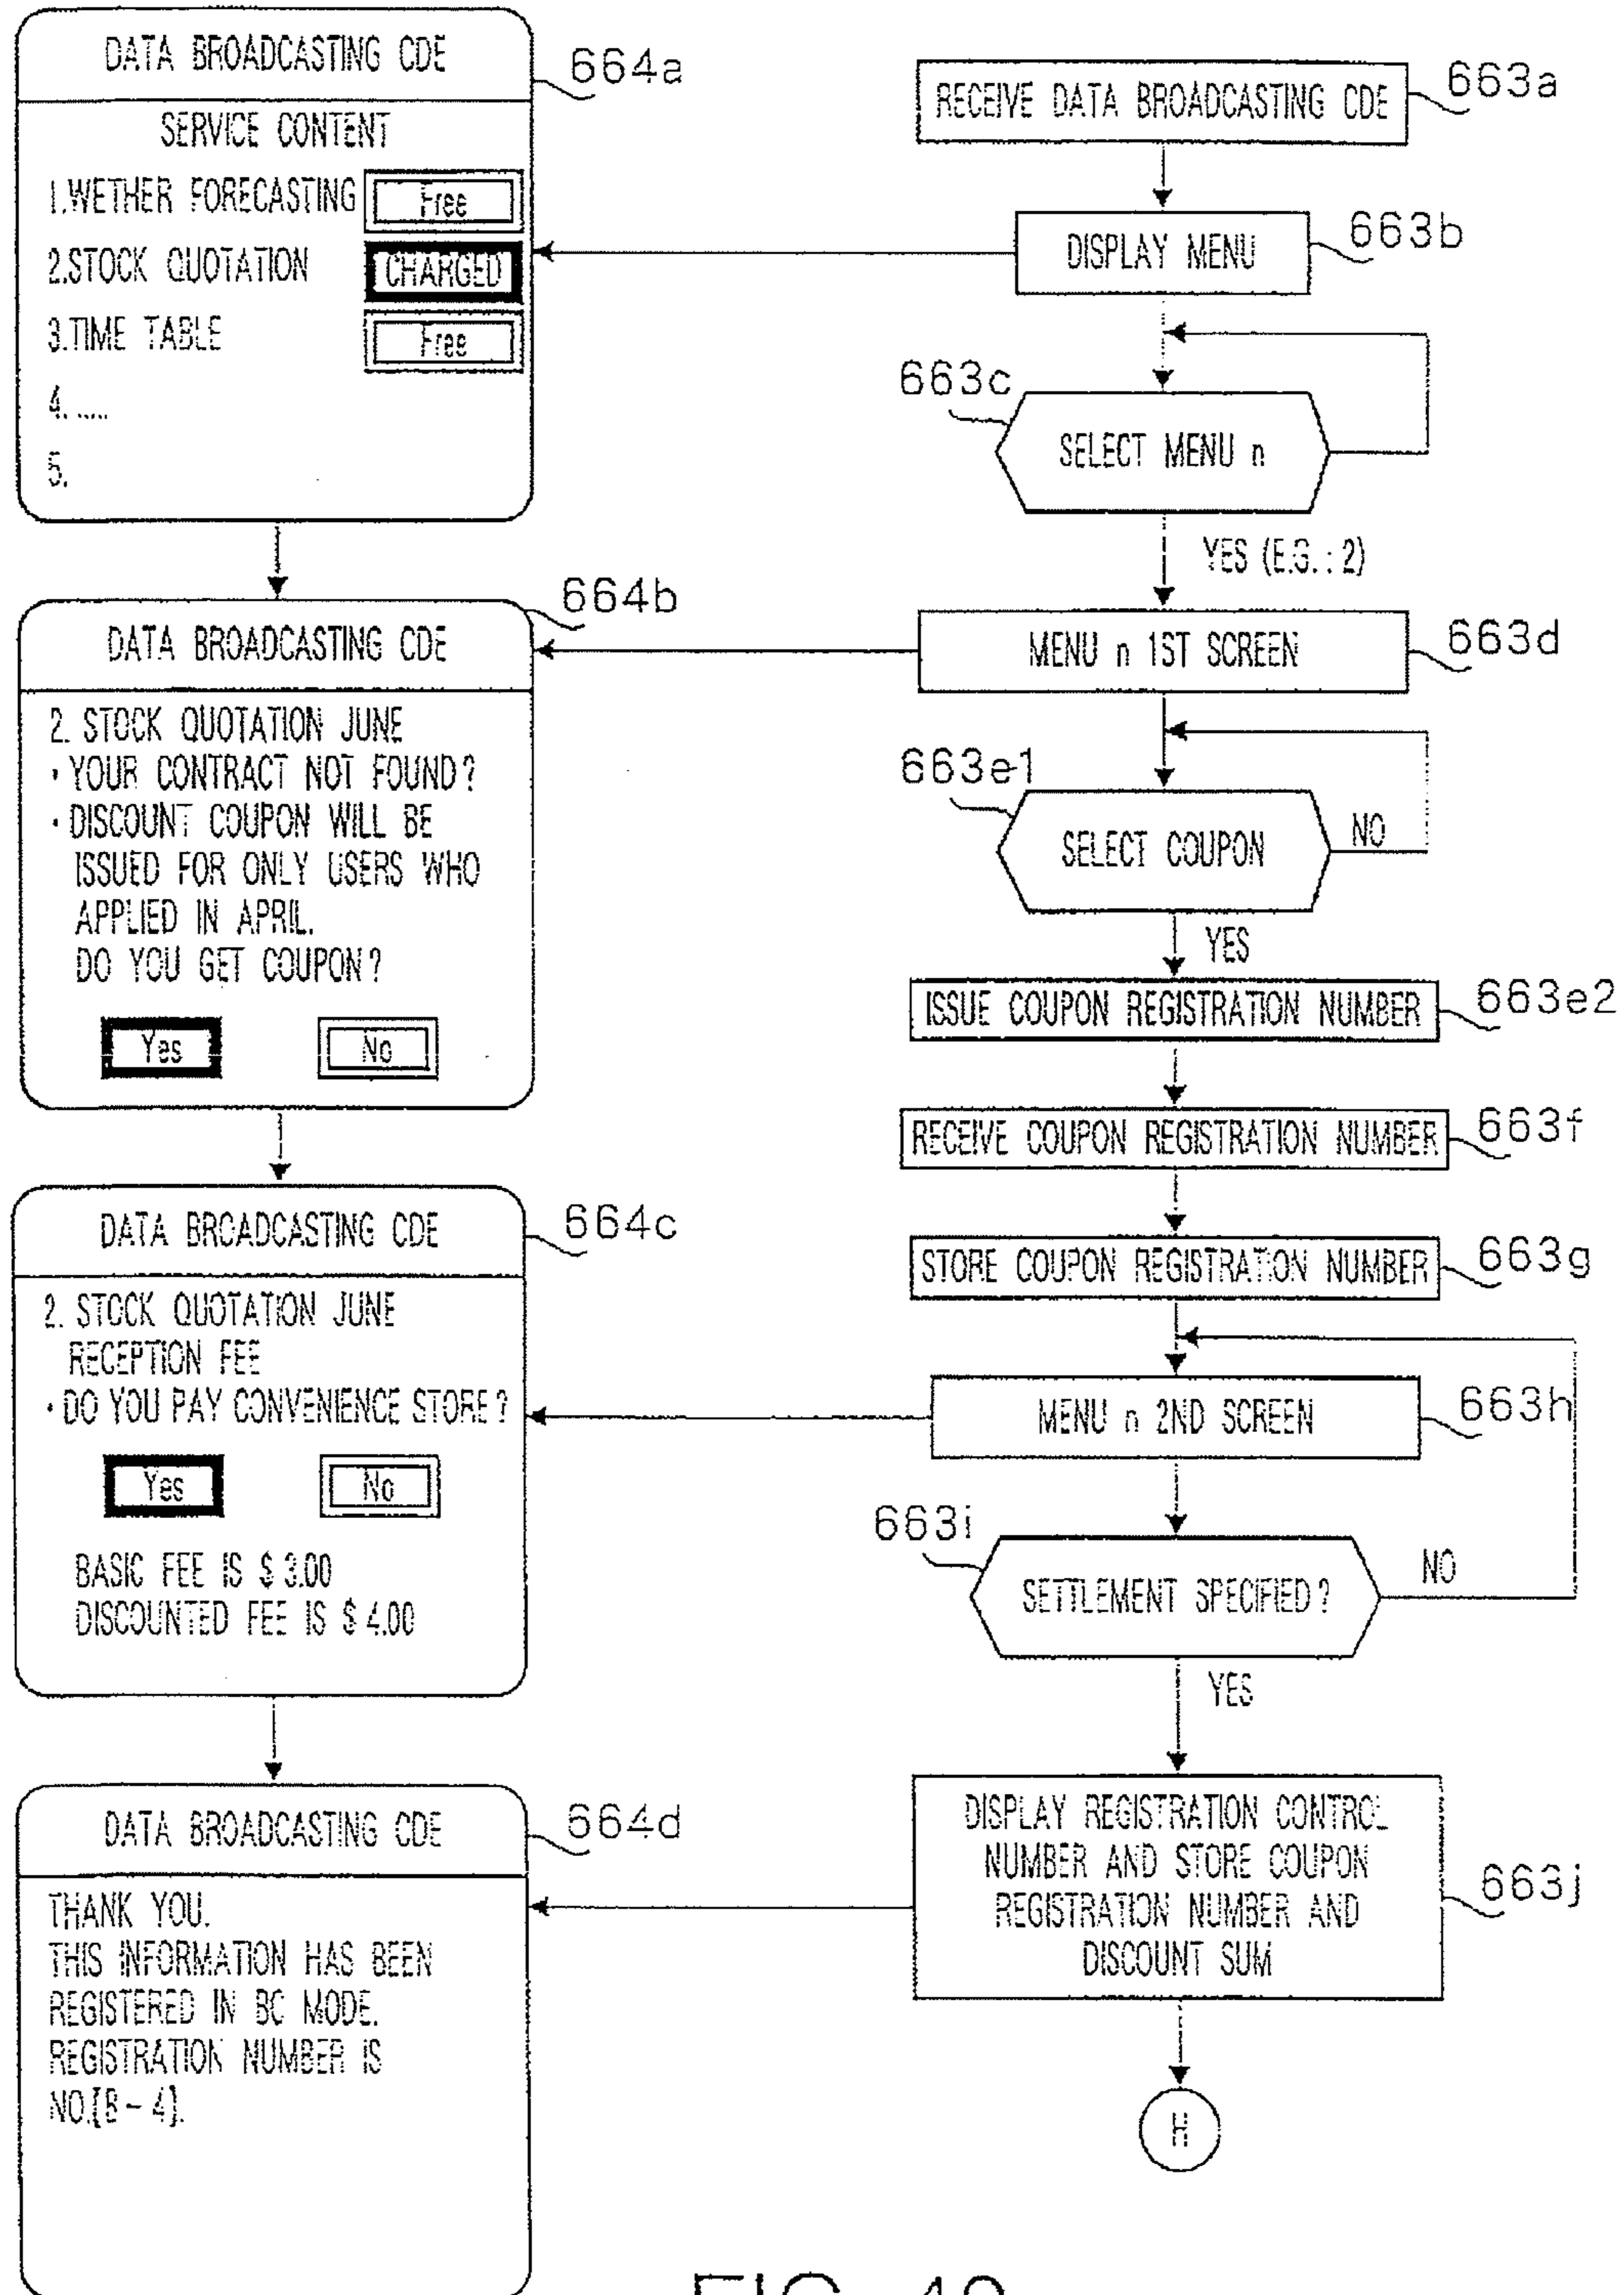 DATA BROADCASTING CDE
664a
SERVICE CONTENT
1.WETHER FORECASTING Free
2.STOCK QUOTATION CHARGED
3.TIME TABLE Free
4. .....
5.
664b
DATA BROADCASTING CDE
2. STOCK QUOTATION JUNE
· YOUR CONTRACT NOT FOUND?
· DISCOUNT COUPON WILL BE
ISSUED FOR ONLY USERS WHO
APPLIED IN APRIL.
DO YOU GET COUPON?
Yes No
DATA BROADCASTING CDE
664c
2. STOCK QUOTATION JUNE
RECEPTION FEE
· DO YOU PAY CONVENIENCE STORE?
Yes No
BASIC FEE IS $ 3.00
DISCOUNTED FEE IS $ 4.00
DATA BROADCASTING CDE
664d
THANK YOU.
THIS INFORMATION HAS BEEN
REGISTERED IN BC MODE.
REGISTRATION NUMBER IS
NO.[B-4].
RECEIVE DATA BROADCASTING CDE
663a
DISPLAY MENU
663b
663c
SELECT MENU n
YES (E.G. : 2)
MENU n 1ST SCREEN
663d
663e1
SELECT COUPON
NO
YES
ISSUE COUPON REGISTRATION NUMBER
663e2
RECEIVE COUPON REGISTRATION NUMBER
663f
STORE COUPON REGISTRATION NUMBER
663g
MENU n 2ND SCREEN
663h
663i
SETTLEMENT SPECIFIED?
NO
YES
DISPLAY REGISTRATION CONTROL
NUMBER AND STORE COUPON
REGISTRATION NUMBER AND
DISCOUNT SUM
663j
H